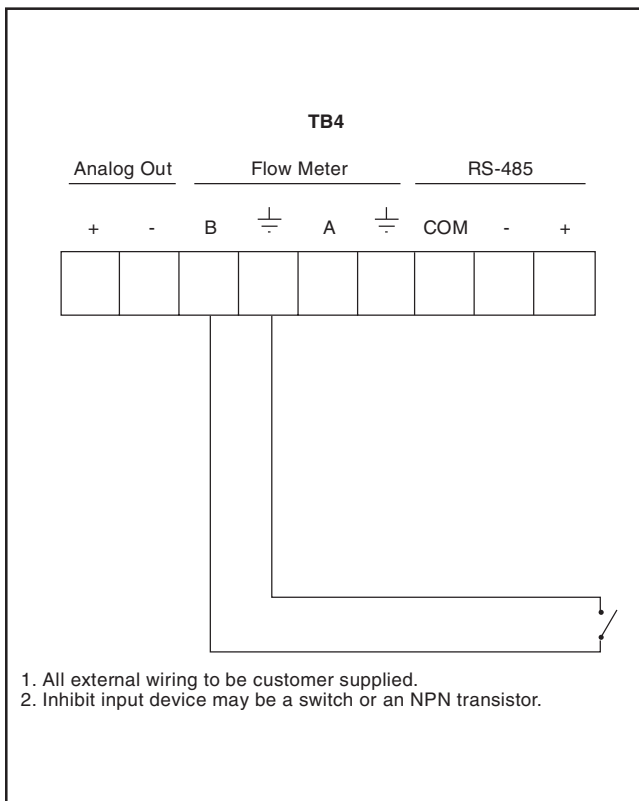 TB4
Analog Out Flow Meter RS-485
+ - B A COM - +
1. All external wiring to be customer supplied.
2. Inhibit input device may be a switch or an NPN transistor.